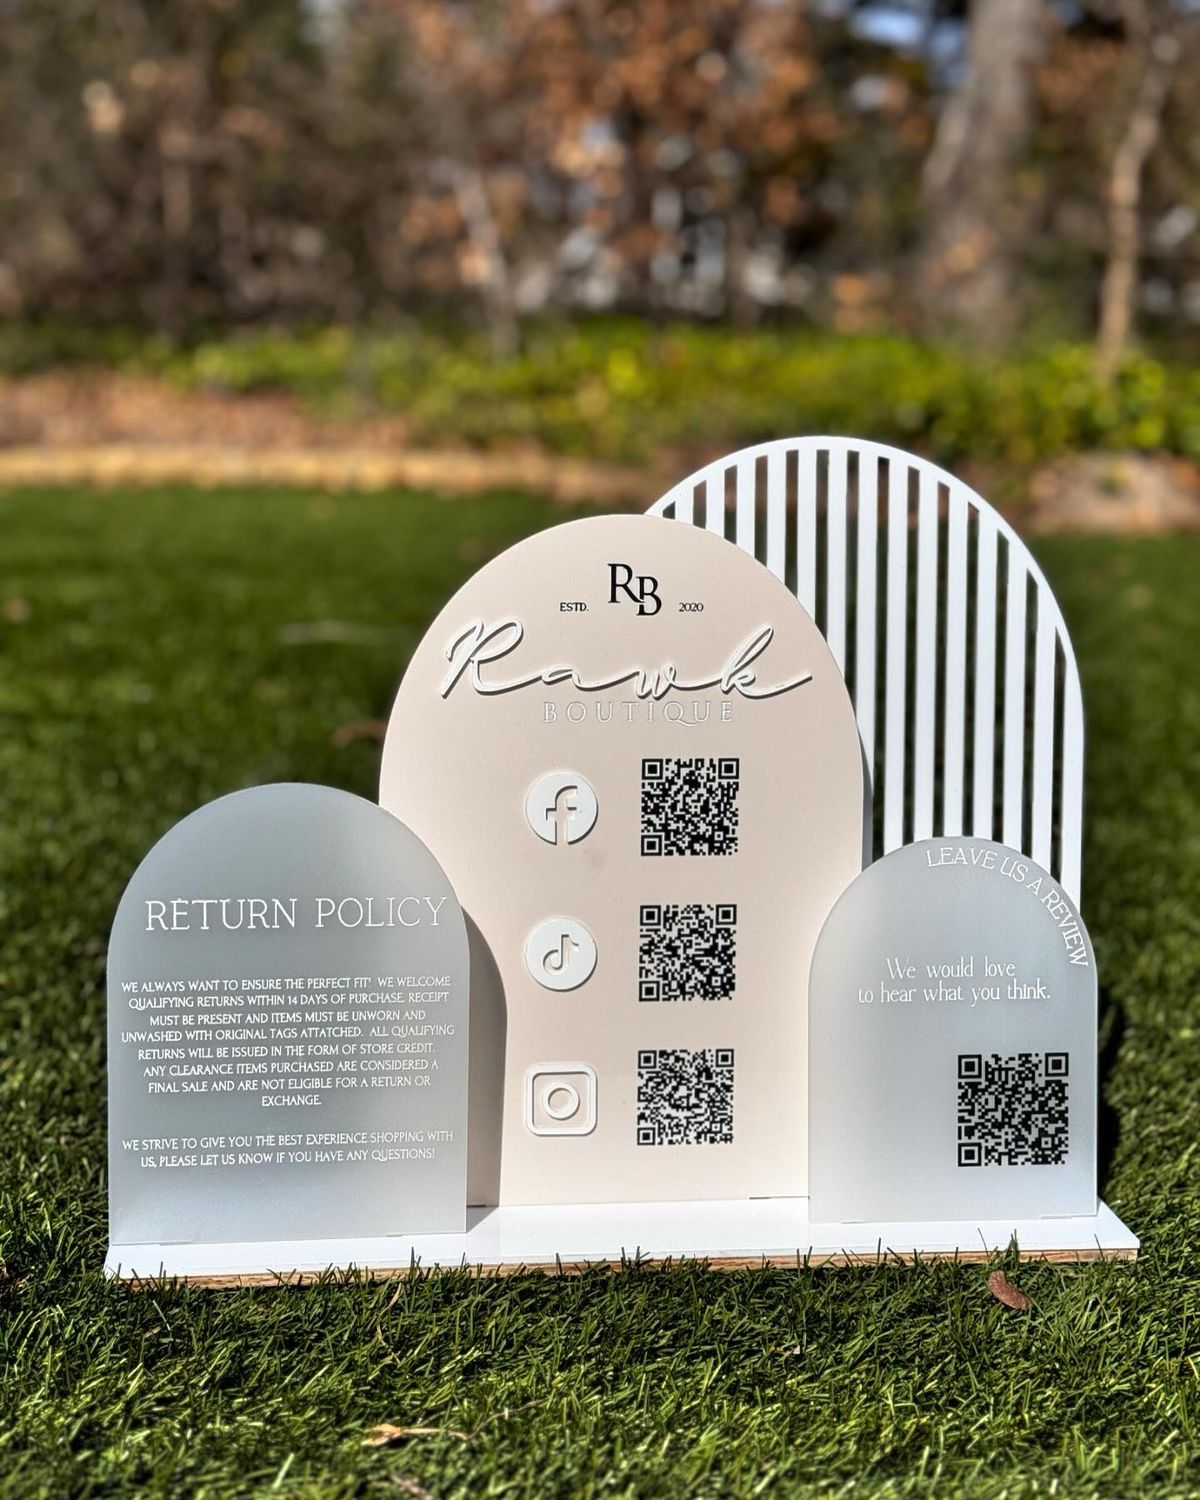 RB
ESTD. 2020
Rawk
BOUTIQUE
RETURN POLICY
WE ALWAYS WANT TO ENSURE THE PERFECT FIT! WE WELCOME
QUALIFYING RETURNS WITHIN 14 DAYS OF PURCHASE. RECEIPT
MUST BE PRESENT AND ITEMS MUST BE UNWORN AND
UNWASHED WITH ORIGINAL TAGS ATTATCHED. ALL QUALIFYING
RETURNS WILL BE ISSUED IN THE FORM OF STORE CREDIT.
ANY CLEARANCE ITEMS PURCHASED ARE CONSIDERED A
FINAL SALE AND ARE NOT ELIGIBLE FOR A RETURN OR
EXCHANGE.
WE STRIVE TO GIVE YOU THE BEST EXPERIENCE SHOPPING WITH
US, PLEASE LET US KNOW IF YOU HAVE ANY QUESTIONS!
LEAVE US A REVIEW
We would love
to hear what you think.